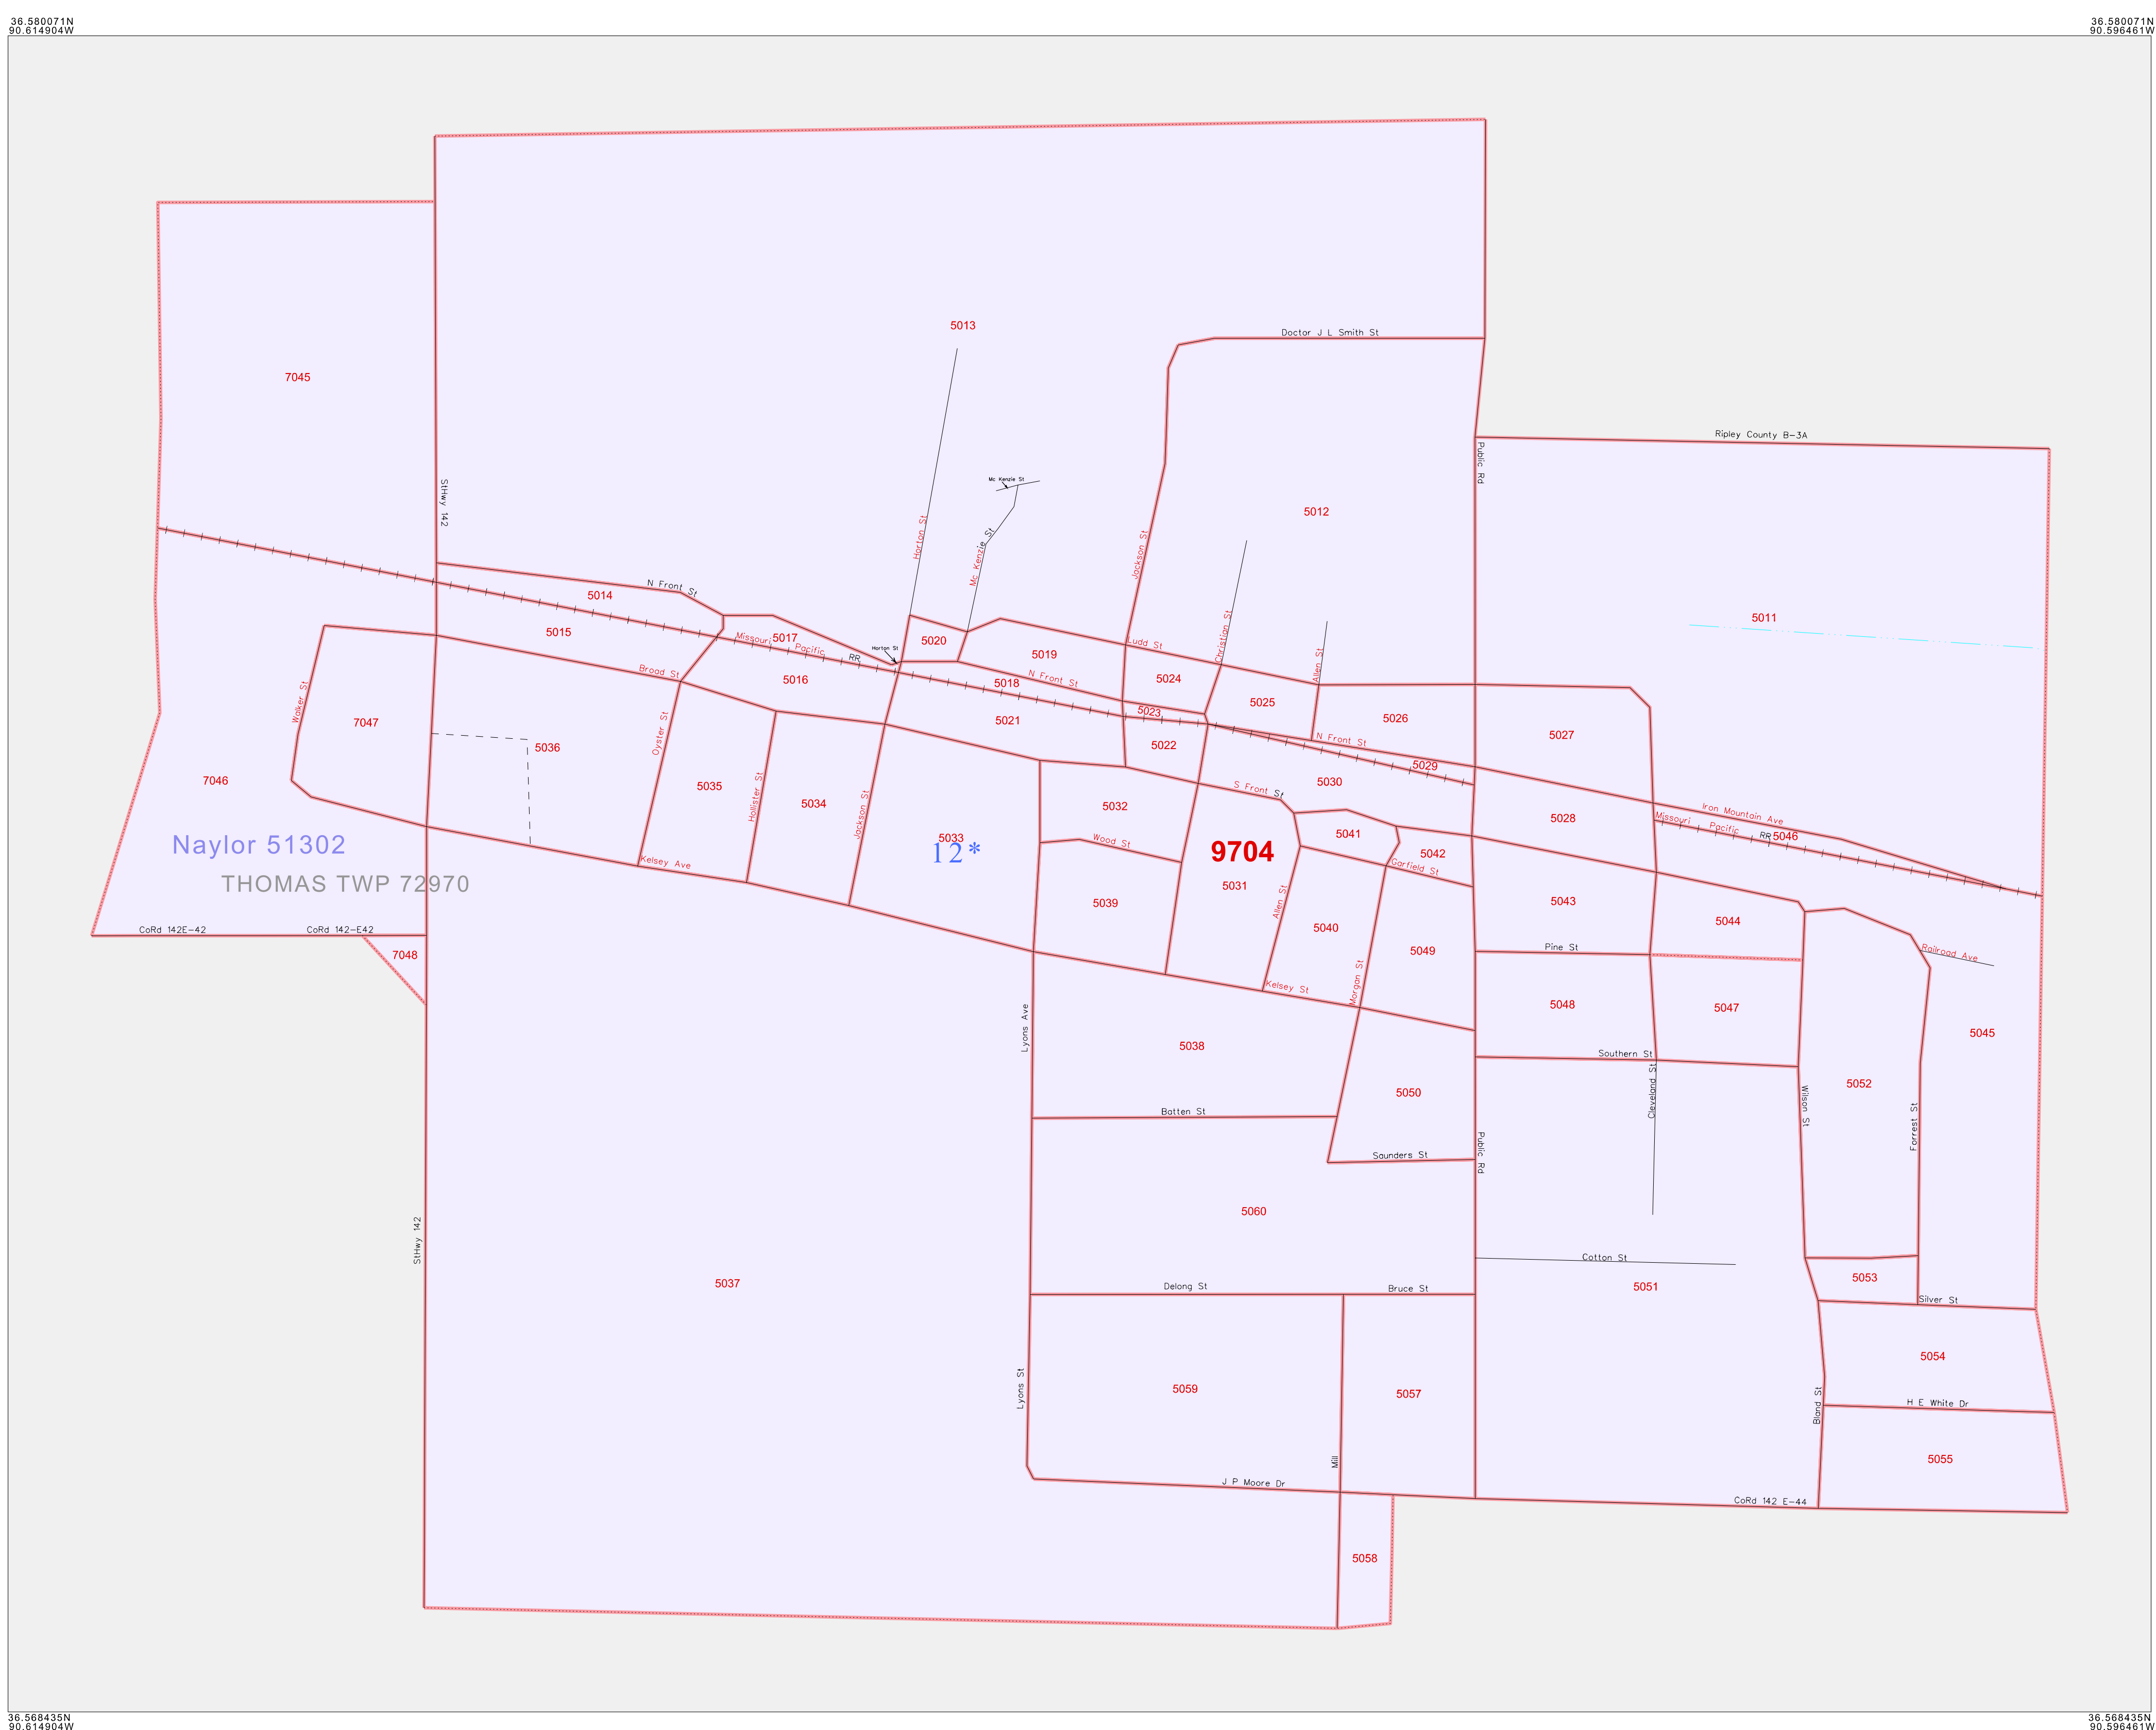 36.580071N
90.614904W
36.580071N
90.596461W
Doctor J L Smith St
5013
7045
Ripley County B-3A
Public Rd
StHwy 142
Mc Kenzie St
5012
Horton St
Mc Kenzie St
Jackson St
N Front St
5014
5011
5015
Missouri Pacific RR
5017
Horton St
5020
5019
Ludd St
Christian St
Allen St
Broad St
5016
5018
N Front St
5024
Walker St
7047
5036
Oyster St
5021
5023
5025
5026
5022
N Front St
5027
5029
7046
5035
Hollister St
5034
Jackson St
5033
5032
S Front St
5030
5028
Iron Mountain Ave
Missouri Pacific RR
5046
Naylor 51302
12*
Wood St
9704
5041
5042
Garfield St
THOMAS TWP 72970
Kelsey Ave
5031
Allen St
5039
5040
5043
5044
CoRd 142E-42
CoRd 142-E42
7048
5049
Pine St
Railroad Ave
Kelsey St
Morgan St
Lyons Ave
5048
5047
5045
5038
Southern St
5050
Cleveland St
Wilson St
5052
Forrest St
Batten St
Saunders St
Public Rd
5060
StHwy 142
Cotton St
5037
Delong St
Bruce St
5051
5053
Silver St
5054
Lyons St
5059
5057
Bland St
H E White Dr
Mill
5055
J P Moore Dr
CoRd 142 E-44
5058
36.568435N
90.614904W
36.568435N
90.596461W